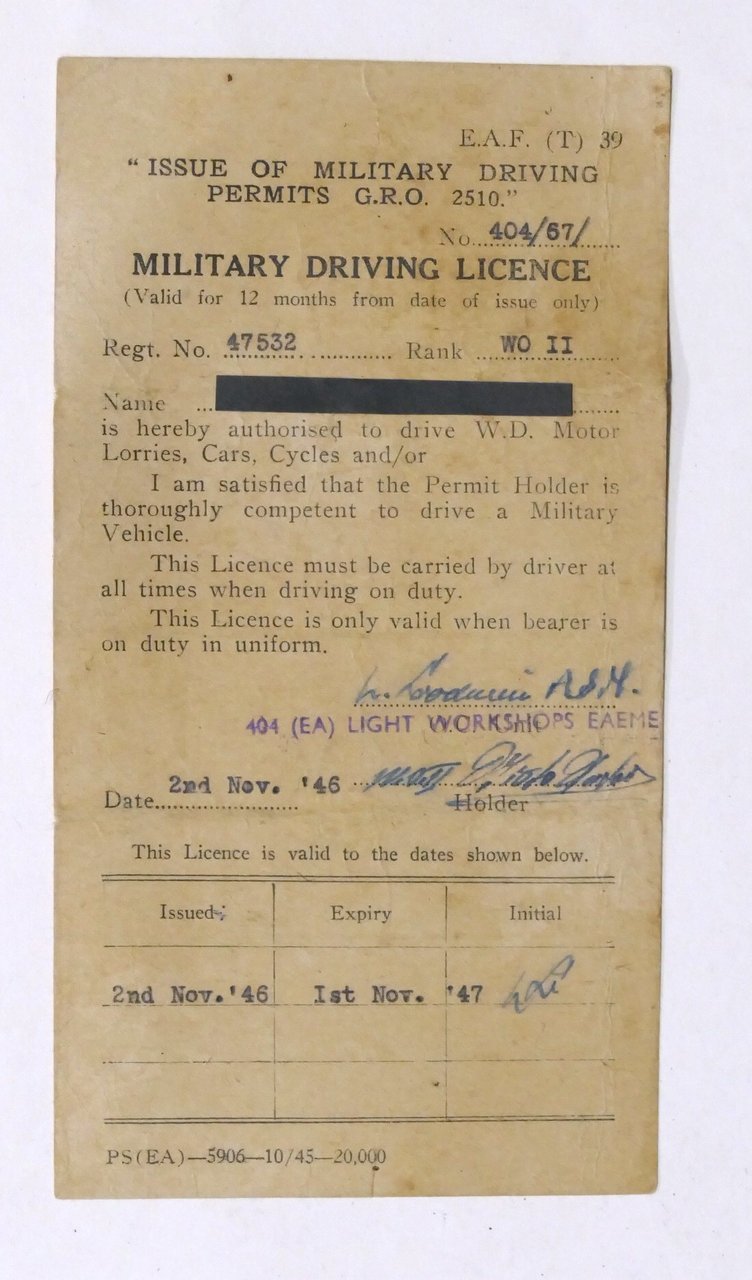 E.A.F. (T) 39
"ISSUE OF MILITARY DRIVING
PERMITS G.R.O. 2510."
No. 404/67/
MILITARY DRIVING LICENCE
(Valid for 12 months from date of issue only)
Regt. No. 47532 Rank WO II
Name
is hereby authorised to drive W.D. Motor
Lorries, Cars, Cycles and/or
I am satisfied that the Permit Holder is
thoroughly competent to drive a Military
Vehicle.
This Licence must be carried by driver at
all times when driving on duty.
This Licence is only valid when bearer is
on duty in uniform.
404 (EA) LIGHT WORKSHOPS EAEME
Date 2nd Nov. '46
Holder
This Licence is valid to the dates shown below.
Issued Expiry Initial
2nd Nov.'46 1st Nov. '47
PS(EA)—5906—10/45—20,000